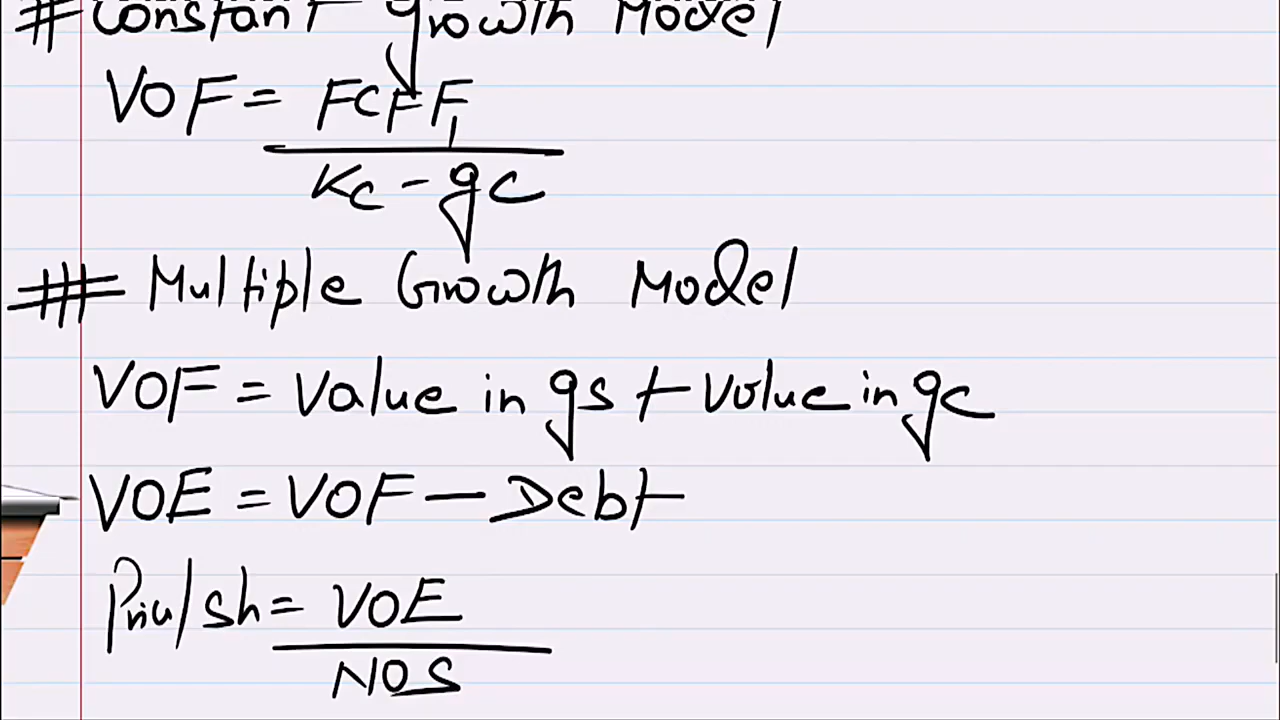 # Constant Growth Model
VOF = FCFF1
Kc - gc
## Multiple Growth Model
VOF = Value in gs + Value in gc
VOE = VOF - Debt
Price/sh = VOE
NOS